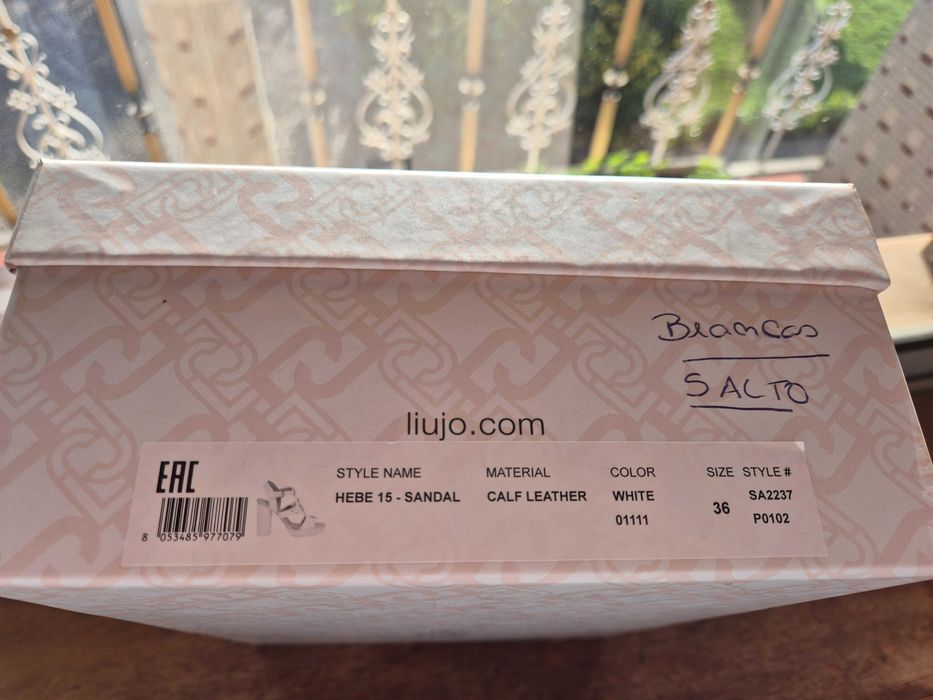 Brancos
SALTO
liujo.com
EAC
STYLE NAME MATERIAL COLOR SIZE STYLE #
HEBE 15 - SANDAL CALF LEATHER WHITE 36 SA2237
01111 P0102
8 053485 977079